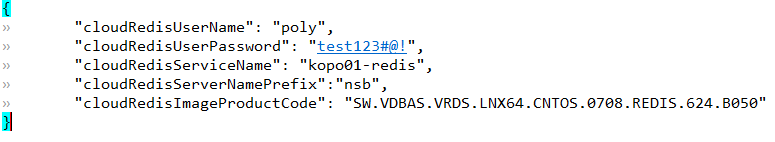 {
» "cloudRedisUserName": "poly",
» "cloudRedisUserPassword": "test123#@!",
» "cloudRedisServiceName": "kopo01-redis",
» "cloudRedisServerNamePrefix":"nsb",
» "cloudRedisImageProductCode": "SW.VDBAS.VRDS.LNX64.CNTOS.0708.REDIS.624.B050"
}